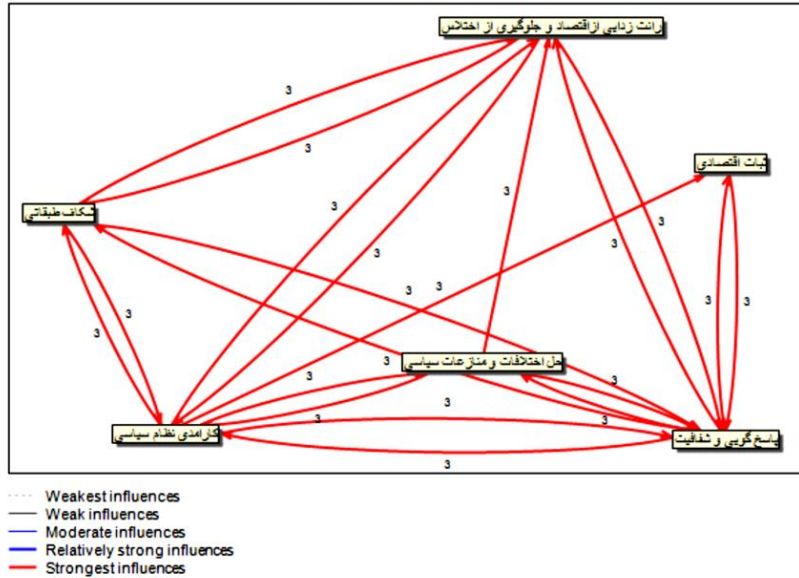 رانت زدایی ازاقتصاد و جلوگیری از اختلاس
3
3
ثبات اقتصادی
3
شکاف طبقاتی
3
3
3
3
3
3
3
3
3
3
حل اختلافات و منازعات سیاسی
3
3
3
3
3
3
کارامدی نظام سیاسی
پاسخ گویی و شفافیت
3
Weakest influences
Weak influences
Moderate influences
Relatively strong influences
Strongest influences